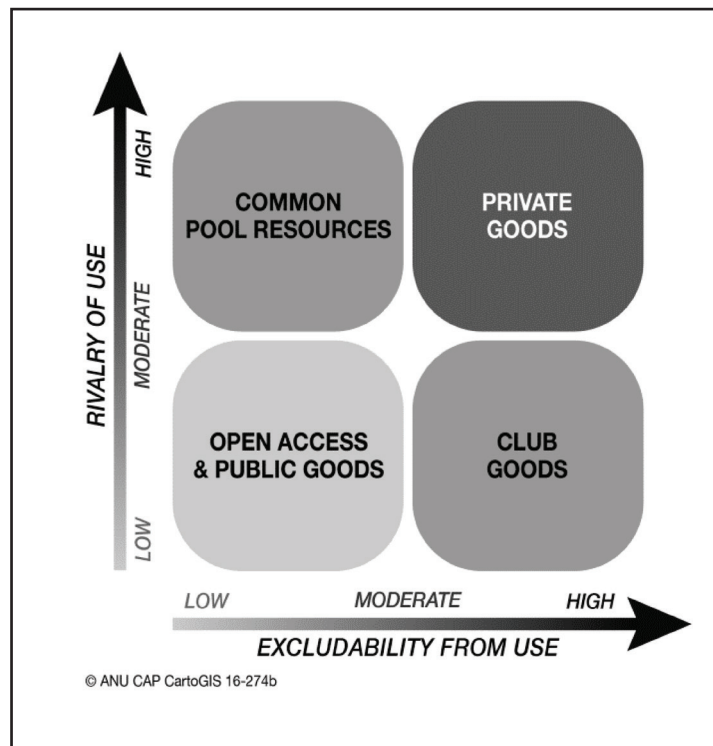 RIVALRY OF USE
HIGH
MODERATE
LOW
COMMON
POOL RESOURCES
PRIVATE
GOODS
OPEN ACCESS
& PUBLIC GOODS
CLUB
GOODS
LOW
MODERATE
HIGH
EXCLUDABILITY FROM USE
© ANU CAP CartoGIS 16-274b